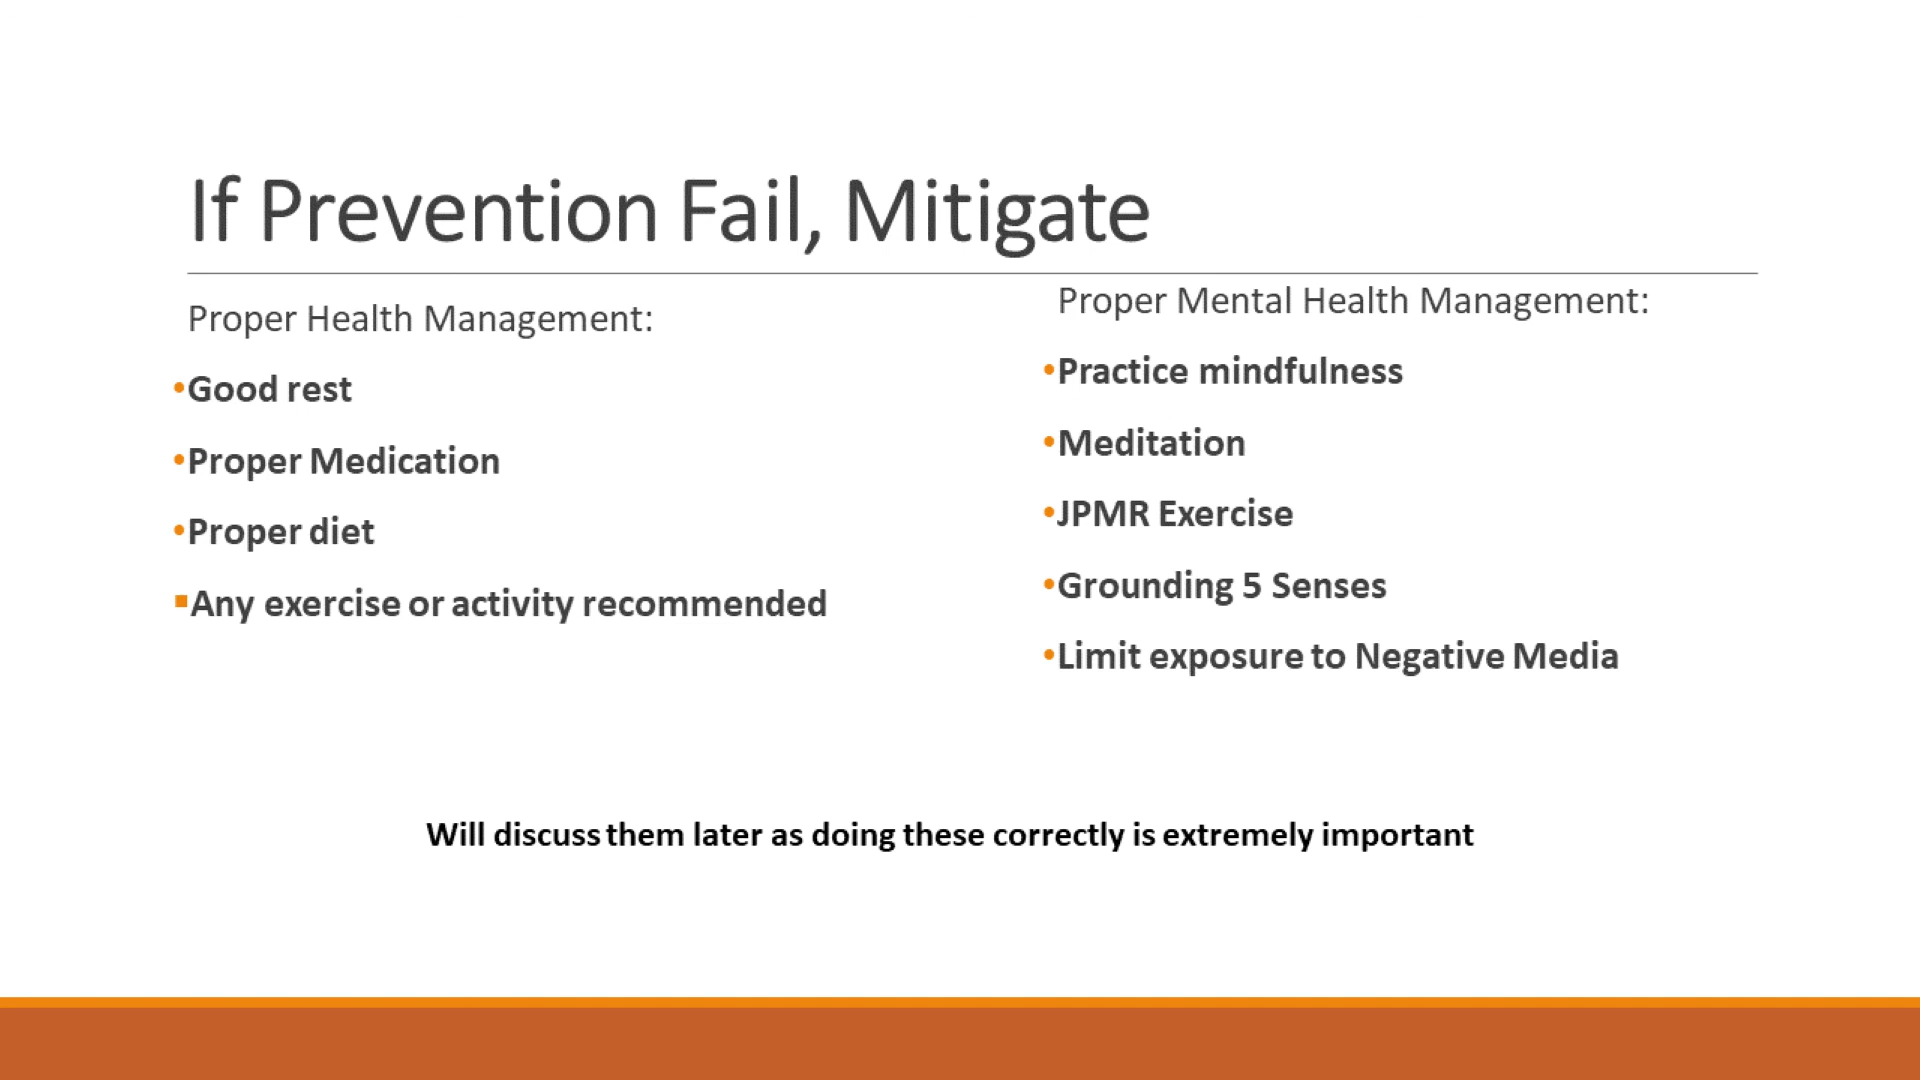 If Prevention Fail, Mitigate
Proper Health Management:
•Good rest
•Proper Medication
•Proper diet
▪Any exercise or activity recommended
Proper Mental Health Management:
•Practice mindfulness
•Meditation
•JPMR Exercise
•Grounding 5 Senses
•Limit exposure to Negative Media
Will discuss them later as doing these correctly is extremely important